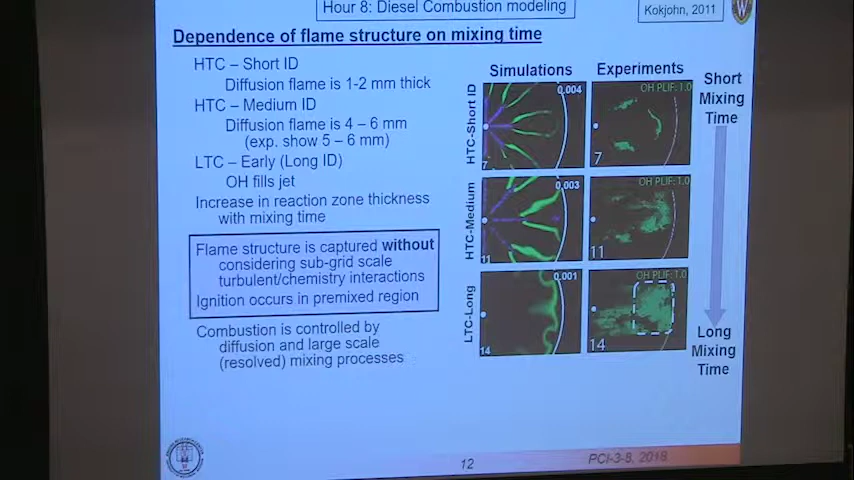 Hour 8: Diesel Combustion modeling
Kokjohn, 2011
Dependence of flame structure on mixing time
HTC – Short ID
Diffusion flame is 1-2 mm thick
HTC – Medium ID
Diffusion flame is 4 – 6 mm
(exp. show 5 – 6 mm)
LTC – Early (Long ID)
OH fills jet
Increase in reaction zone thickness
with mixing time
Flame structure is captured without
considering sub-grid scale
turbulent/chemistry interactions
Ignition occurs in premixed region
Combustion is controlled by
diffusion and large scale
(resolved) mixing processes
Simulations
Experiments
HTC-Short ID
0.004
7
OH PLIF: 1.0
7
HTC-Medium
0.003
11
OH PLIF: 1.0
11
LTC-Long
0.001
14
OH PLIF: 1.0
14
Short
Mixing
Time
Long
Mixing
Time
12
PCI-3-8, 2018